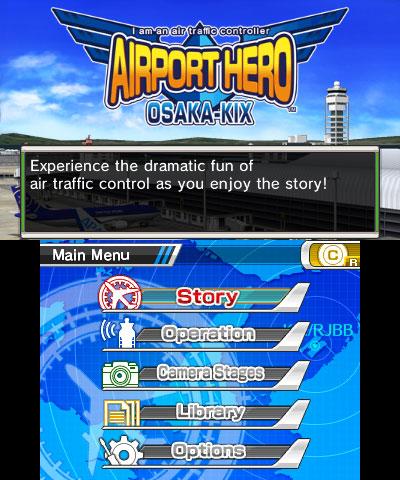 I am an air traffic controller
AIRPORT HERO
OSAKA-KIX
TM
Experience the dramatic fun of
air traffic control as you enjoy the story!
Main Menu
C R
Story
Operation
/RJBB
Camera Stages
Library
Options